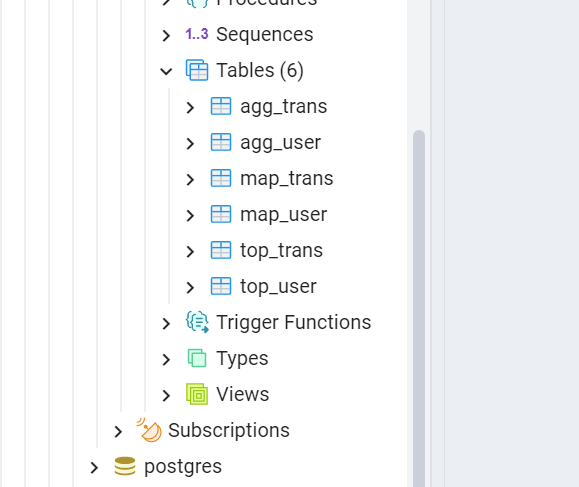 Procedures
1..3 Sequences
Tables (6)
agg_trans
agg_user
map_trans
map_user
top_trans
top_user
Trigger Functions
Types
Views
Subscriptions
postgres